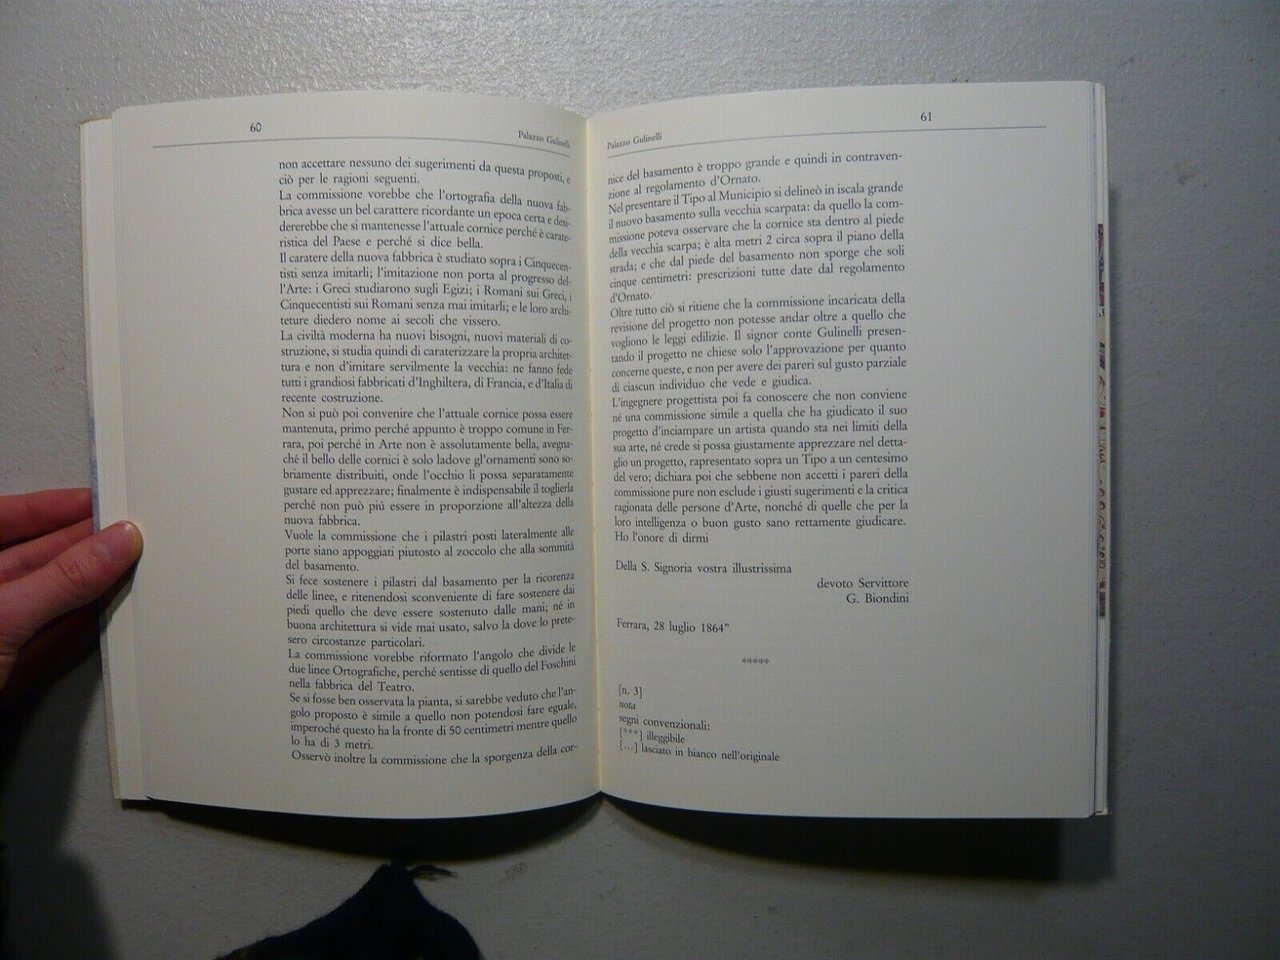 60
Palazzo Gulinelli
non accettare nessuno dei sugerimenti da questa proposti, e
ciò per le ragioni seguenti.
La commissione vorebbe che l'ortografia della nuova fab-
brica avesse un bel carattere ricordante un epoca certa e desi-
dererebbe che si mantenesse l'attuale cornice perché è carate-
ristica del Paese e perché si dice bella.
Il caratere della nuova fabbrica è studiato sopra i Cinquecen-
tisti senza imitarli; l'imitazione non porta al progresso del-
l'Arte: i Greci studiarono sugli Egizi; i Romani sui Greci, i
Cinquecentisti sui Romani senza mai imitarli; e le loro archi-
teture diedero nome ai secoli che vissero.
La civiltà moderna ha nuovi bisogni, nuovi materiali di co-
struzione, si studia quindi di caraterizzare la propria architet-
tura e non d'imitare servilmente la vecchia: ne fanno fede
tutti i grandiosi fabbricati d'Inghiltera, di Francia, e d'Italia di
recente costruzione.
Non si può poi convenire che l'attuale cornice possa essere
mantenuta, primo perché appunto è troppo comune in Fer-
rara, poi perché in Arte non è assolutamente bella, avegna-
ché il bello delle cornici è solo ladove gl'ornamenti sono so-
briamente distribuiti, onde l'occhio li possa separatamente
gustare ed apprezzare; finalmente è indispensabile il toglierla
perché non può piú essere in proporzione all'altezza della
nuova fabbrica.
Vuole la commissione che i pilastri posti lateralmente alle
porte siano appoggiati piutosto al zoccolo che alla sommità
del basamento.
Si fece sostenere i pilastri dal basamento per la ricorenza
delle linee, e ritenendosi sconveniente di fare sostenere dai
piedi quello che deve essere sostenuto dalle mani; né in
buona architettura si vide mai usato, salvo la dove lo prete-
sero circostanze particolari.
La commissione vorebbe riformato l'angolo che divide le
due linee Ortografiche, perché sentisse di quello del Foschini
nella fabbrica del Teatro.
Se si fosse ben osservata la pianta, si sarebbe veduto che l'an-
golo proposto è simile a quello non potendosi fare eguale,
imperoché questo ha la fronte di 50 centimetri mentre quello
lo ha di 3 metri.
Osservò inoltre la commissione che la sporgenza della cor-
61
Palazzo Gulinelli
nice del basamento è troppo grande e quindi in contraven-
zione al regolamento d'Ornato.
Nel presentare il Tipo al Municipio si delineò in iscala grande
il nuovo basamento sulla vecchia scarpata: da quello la com-
missione poteva osservare che la cornice sta dentro al piede
della vecchia scarpa; è alta metri 2 circa sopra il piano della
strada; e che dal piede del basamento non sporge che soli
cinque centimetri: prescrizioni tutte date dal regolamento
d'Ornato.
Oltre tutto ciò si ritiene che la commissione incaricata della
revisione del progetto non potesse andar oltre a quello che
vogliono le leggi edilizie. Il signor conte Gulinelli presen-
tando il progetto ne chiese solo l'approvazione per quanto
concerne queste, e non per avere dei pareri sul gusto parziale
di ciascun individuo che vede e giudica.
L'ingegnere progettista poi fa conoscere che non conviene
né una commissione simile a quella che ha giudicato il suo
progetto d'inciampare un artista quando sta nei limiti della
sua arte, né crede si possa giustamente apprezzare nel detta-
glio un progetto, rapresentato sopra un Tipo a un centesimo
del vero; dichiara poi che sebbene non accetti i pareri della
commissione pure non esclude i giusti sugerimenti e la critica
ragionata delle persone d'Arte, nonché di quelle che per la
loro intelligenza o buon gusto sano rettamente giudicare.
Ho l'onore di dirmi
Della S. Signoria vostra illustrissima
devoto Servittore
G. Biondini
Ferrara, 28 luglio 1864"
*****
[n. 3]
nota
segni convenzionali:
[***] illeggibile
[...] lasciato in bianco nell'originale